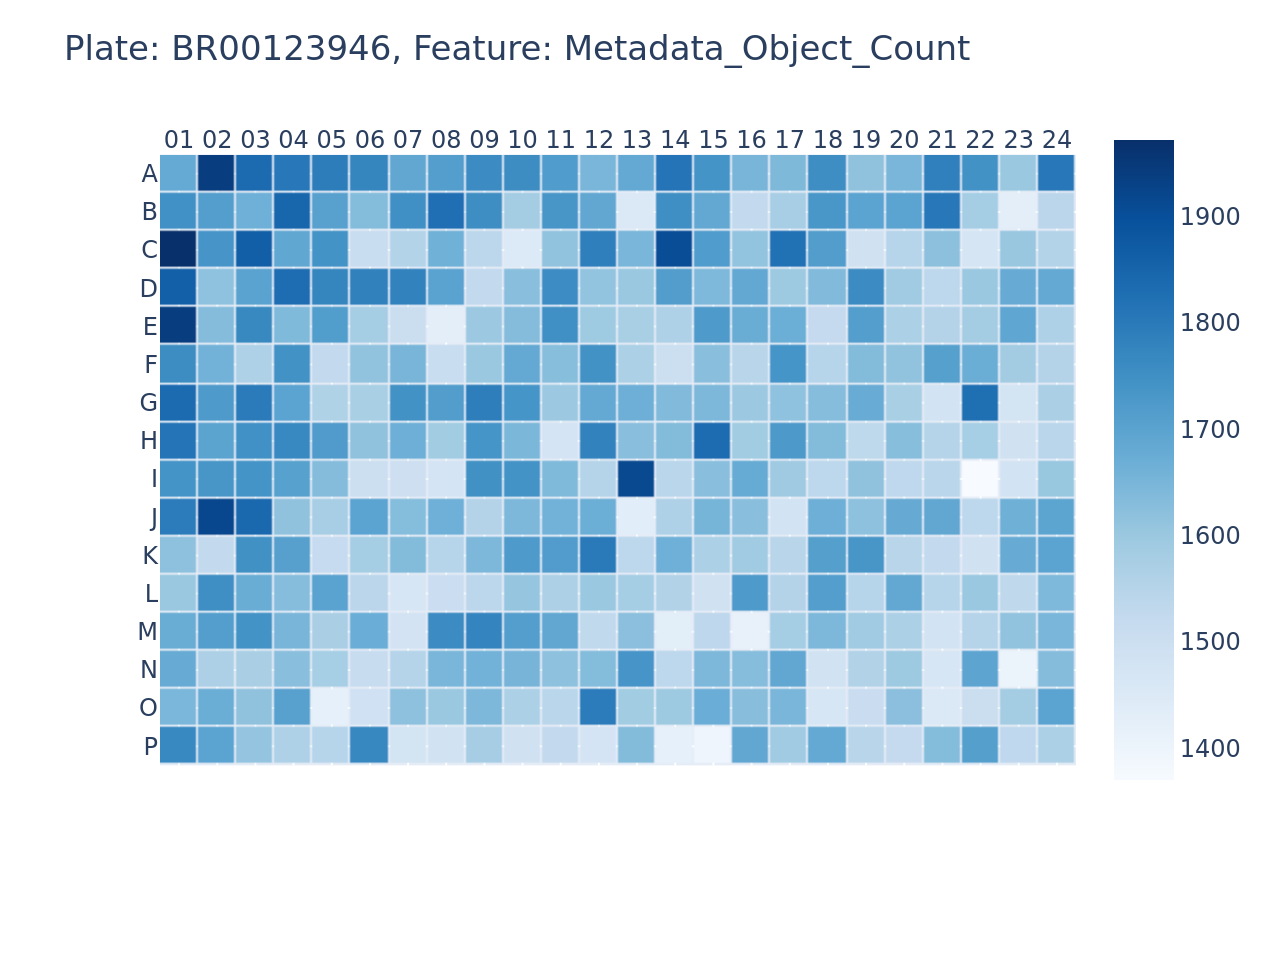 Plate: BR00123946, Feature: Metadata_Object_Count
01 02 03 04 05 06 07 08 09 10 11 12 13 14 15 16 17 18 19 20 21 22 23 24
A
B
C
D
E
F
G
H
I
J
K
L
M
N
O
P
1900
1800
1700
1600
1500
1400